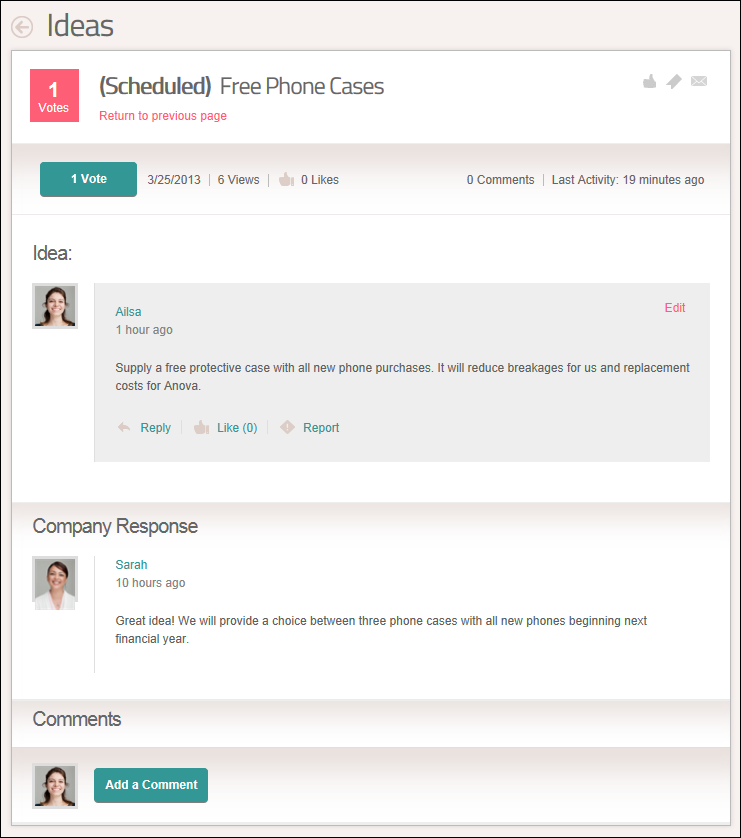 Ideas
1
Votes
(Scheduled) Free Phone Cases
Return to previous page
1 Vote 3/25/2013 | 6 Views | 0 Likes 0 Comments | Last Activity: 19 minutes ago
Idea:
Ailsa Edit
1 hour ago
Supply a free protective case with all new phone purchases. It will reduce breakages for us and replacement
costs for Anova.
Reply | Like (0) | Report
Company Response
Sarah
10 hours ago
Great idea! We will provide a choice between three phone cases with all new phones beginning next
financial year.
Comments
Add a Comment